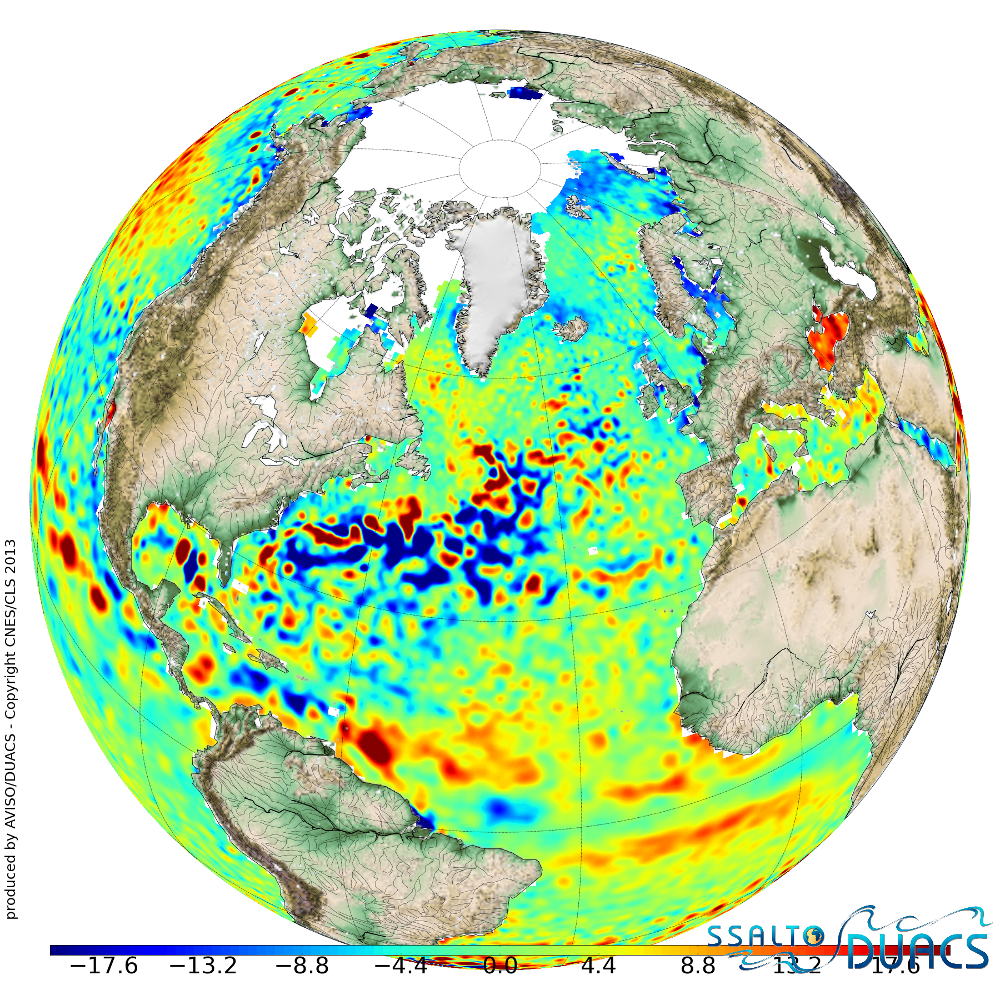 produced by AVISO/DUACS - Copyright CNES/CLS 2013
SSALTO
DUACS
−17.6 −13.2 −8.8 −4.4 0.0 4.4 8.8 13.2 17.6